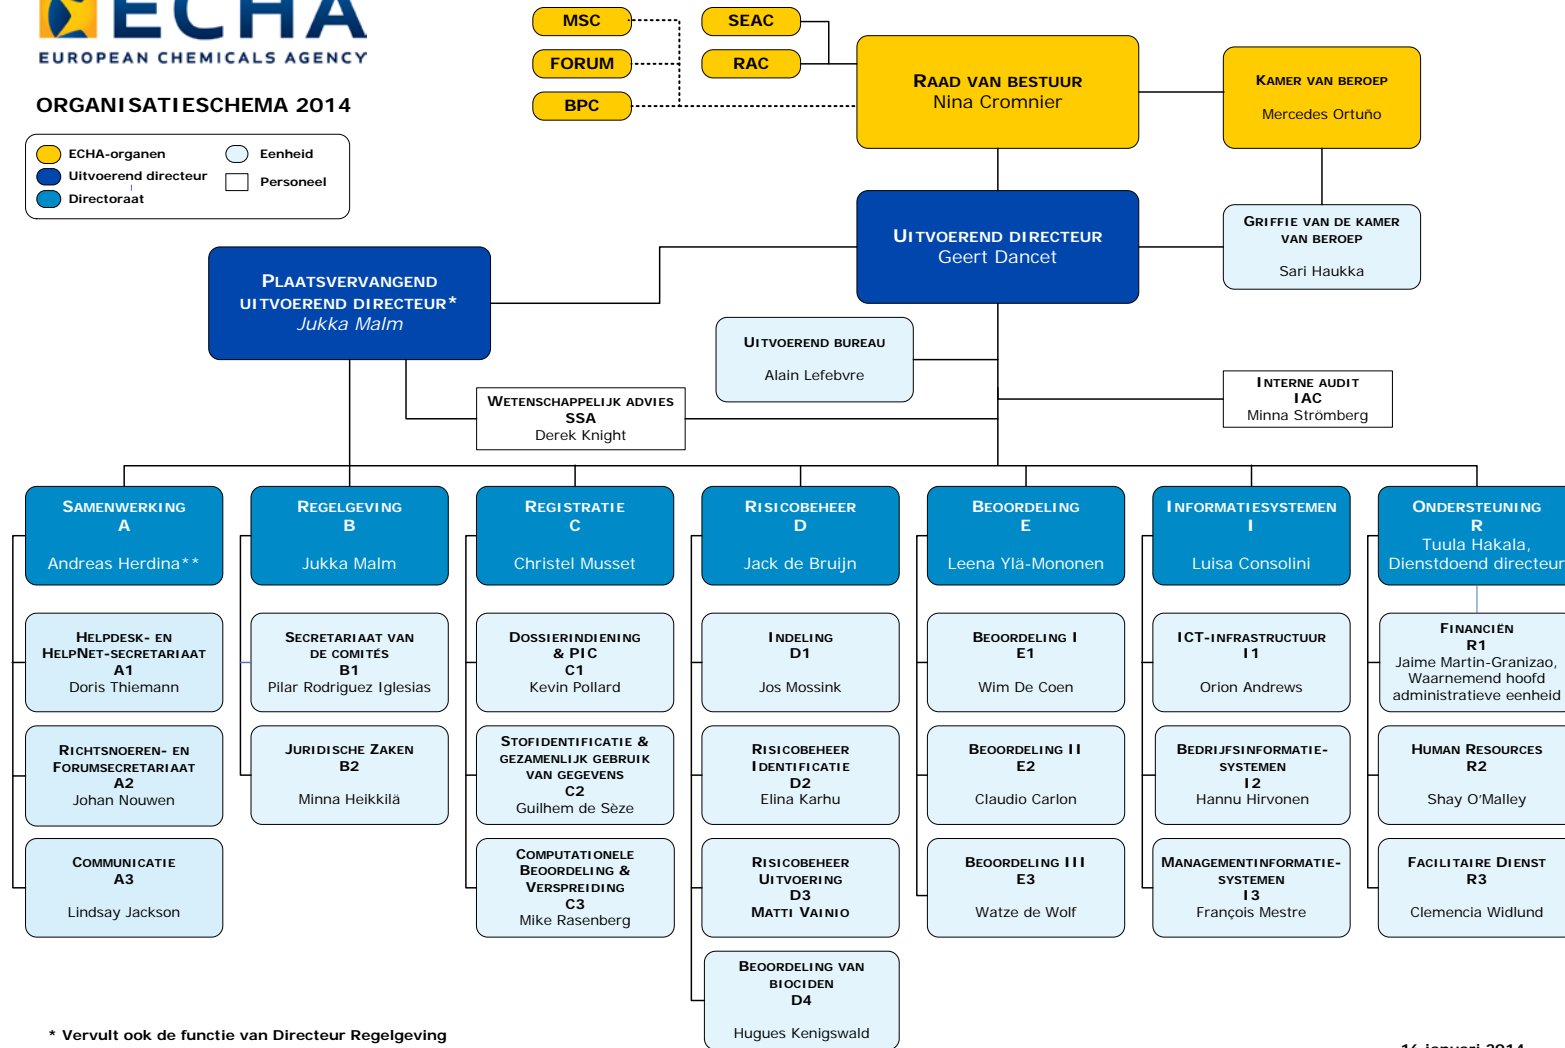 ECHA
EUROPEAN CHEMICALS AGENCY
ORGANISATIESCHEMA 2014
ECHA-organen
Uitvoerend directeur
Directoraat
Eenheid
Personeel
MSC
FORUM
BPC
SEAC
RAC
RAAD VAN BESTUUR
Nina Cromnier
KAMER VAN BEROEP
Mercedes Ortuño
UITVOEREND DIRECTEUR
Geert Dancet
GRIFFIE VAN DE KAMER
VAN BEROEP
Sari Haukka
PLAATSVERVANGEND
UITVOEREND DIRECTEUR*
Jukka Malm
UITVOEREND BUREAU
Alain Lefebvre
WETENSCHAPPELIJK ADVIES
SSA
Derek Knight
INTERNE AUDIT
IAC
Minna Strömberg
SAMENWERKING
A
Andreas Herdina**
REGELGEVING
B
Jukka Malm
REGISTRATIE
C
Christel Musset
RISICOBEHEER
D
Jack de Bruijn
BEOORDELING
E
Leena Ylä-Mononen
INFORMATIESYSTEMEN
I
Luisa Consolini
ONDERSTEUNING
R
Tuula Hakala,
Dienstdoend directeur
HELPDESK- EN
HELPNET-SECRETARIAAT
A1
Doris Thiemann
SECRETARIAAT VAN
DE COMITÉS
B1
Pilar Rodriguez Iglesias
DOSSIERINDIENING
& PIC
C1
Kevin Pollard
INDELING
D1
Jos Mossink
BEOORDELING I
E1
Wim De Coen
ICT-INFRASTRUCTUUR
I1
Orion Andrews
FINANCIËN
R1
Jaime Martin-Granizao,
Waarnemend hoofd
administratieve eenheid
RICHTSNOEREN- EN
FORUMSECRETARIAAT
A2
Johan Nouwen
JURIDISCHE ZAKEN
B2
Minna Heikkilä
STOFIDENTIFICATIE &
GEZAMENLIJK GEBRUIK
VAN GEGEVENS
C2
Guilhem de Sèze
RISICOBEHEER
IDENTIFICATIE
D2
Elina Karhu
BEOORDELING II
E2
Claudio Carlon
BEDRIJFSINFORMATIE-
SYSTEMEN
I2
Hannu Hirvonen
HUMAN RESOURCES
R2
Shay O'Malley
COMMUNICATIE
A3
Lindsay Jackson
COMPUTATIONELE
BEOORDELING &
VERSPREIDING
C3
Mike Rasenberg
RISICOBEHEER
UITVOERING
D3
MATTI VAINIO
BEOORDELING III
E3
Watze de Wolf
MANAGEMENTINFORMATIE-
SYSTEMEN
I3
François Mestre
FACILITAIRE DIENST
R3
Clemencia Widlund
BEOORDELING VAN
BIOCIDEN
D4
Hugues Kenigswald
* Vervult ook de functie van Directeur Regelgeving
16 januari 2014